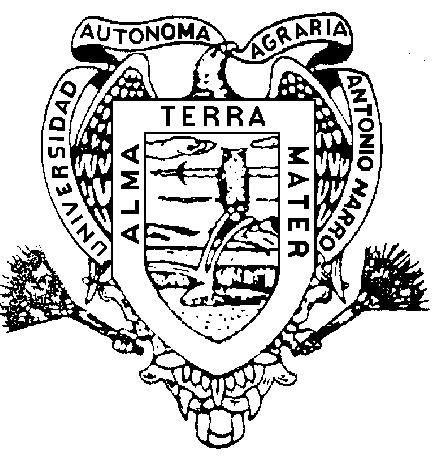 UNIVERSIDAD
AUTONOMA
AGRARIA
ANTONIO NARRO
ALMA
TERRA
MATER